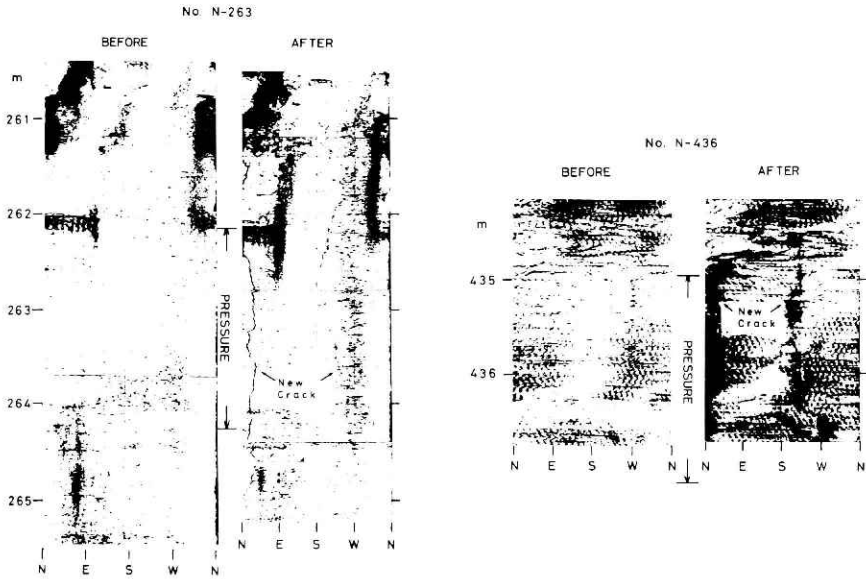 No. N-263
BEFORE
AFTER
m
261
262
263
264
265
PRESSURE
New
Crack
N E S W N
N E S W N
No. N-436
BEFORE
AFTER
m
435
436
PRESSURE
New
Crack
N E S W N
N E S W N